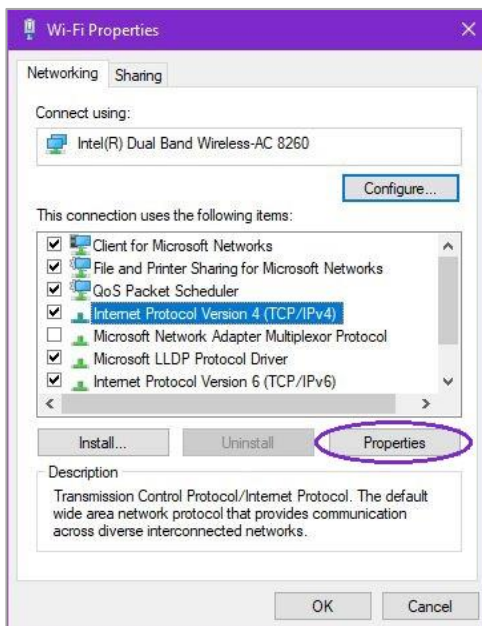 Wi-Fi Properties
Networking Sharing
Connect using:
Intel(R) Dual Band Wireless-AC 8260
Configure...
This connection uses the following items:
Client for Microsoft Networks
File and Printer Sharing for Microsoft Networks
QoS Packet Scheduler
Internet Protocol Version 4 (TCP/IPv4)
Microsoft Network Adapter Multiplexor Protocol
Microsoft LLDP Protocol Driver
Internet Protocol Version 6 (TCP/IPv6)
Install... Uninstall Properties
Description
Transmission Control Protocol/Internet Protocol. The default
wide area network protocol that provides communication
across diverse interconnected networks.
OK Cancel